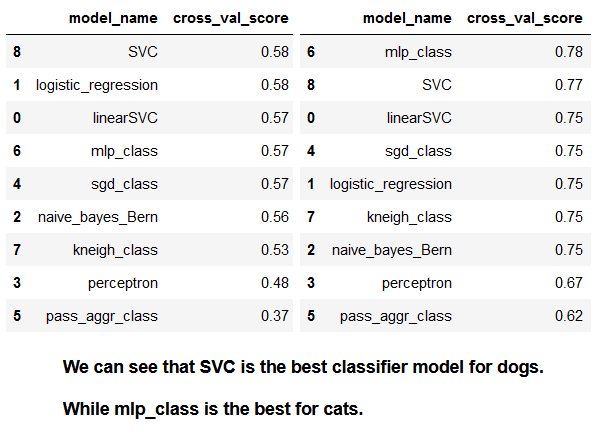 model_name cross_val_score model_name cross_val_score
8 SVC 0.58 6 mlp_class 0.78
1 logistic_regression 0.58 8 SVC 0.77
0 linearSVC 0.57 0 linearSVC 0.75
6 mlp_class 0.57 4 sgd_class 0.75
4 sgd_class 0.57 1 logistic_regression 0.75
2 naive_bayes_Bern 0.56 7 kneigh_class 0.75
7 kneigh_class 0.53 2 naive_bayes_Bern 0.75
3 perceptron 0.48 3 perceptron 0.67
5 pass_aggr_class 0.37 5 pass_aggr_class 0.62
We can see that SVC is the best classifier model for dogs.
While mlp_class is the best for cats.